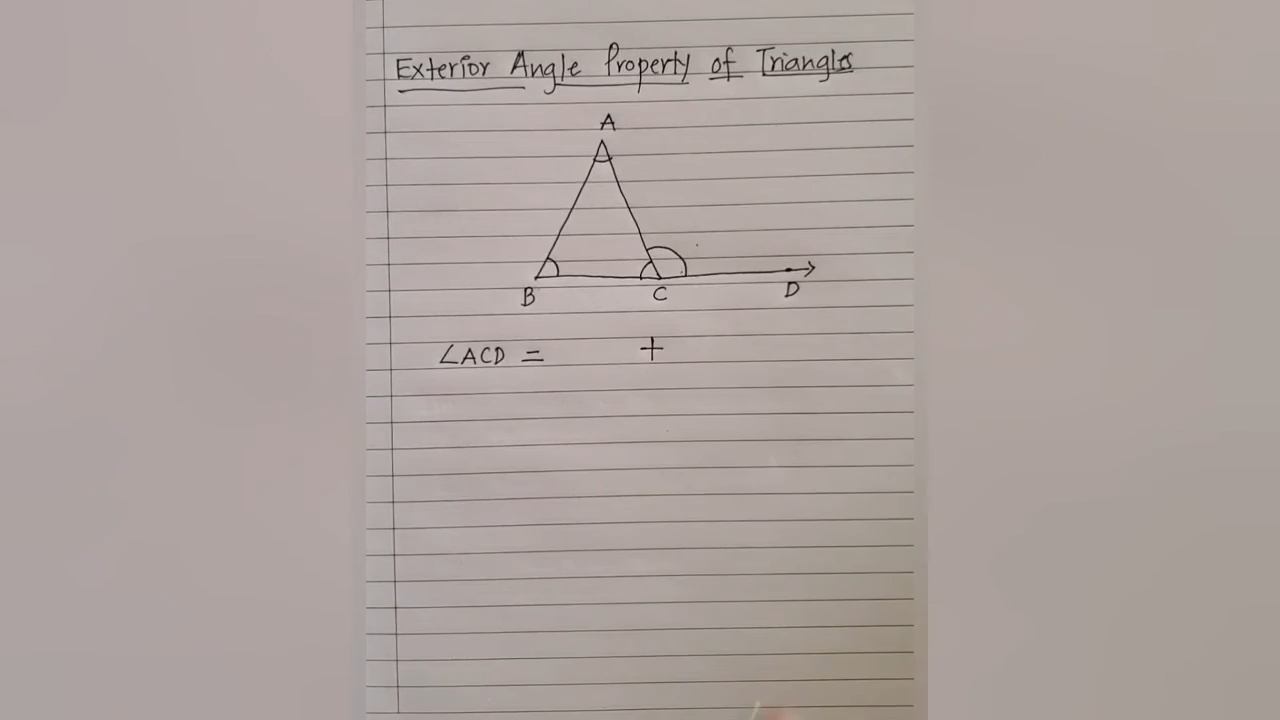 Exterior Angle Property of Triangles
A
B C D
∠ACD = +